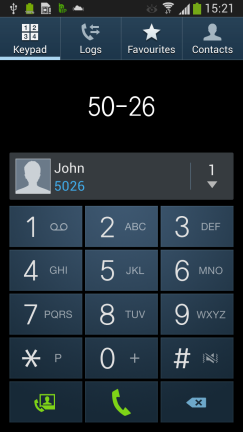 15:21
Keypad Logs Favourites Contacts
50-26
John 1
5026
1 2 ABC 3 DEF
4 GHI 5 JKL 6 MNO
7 PQRS 8 TUV 9 WXYZ
* P 0 + #